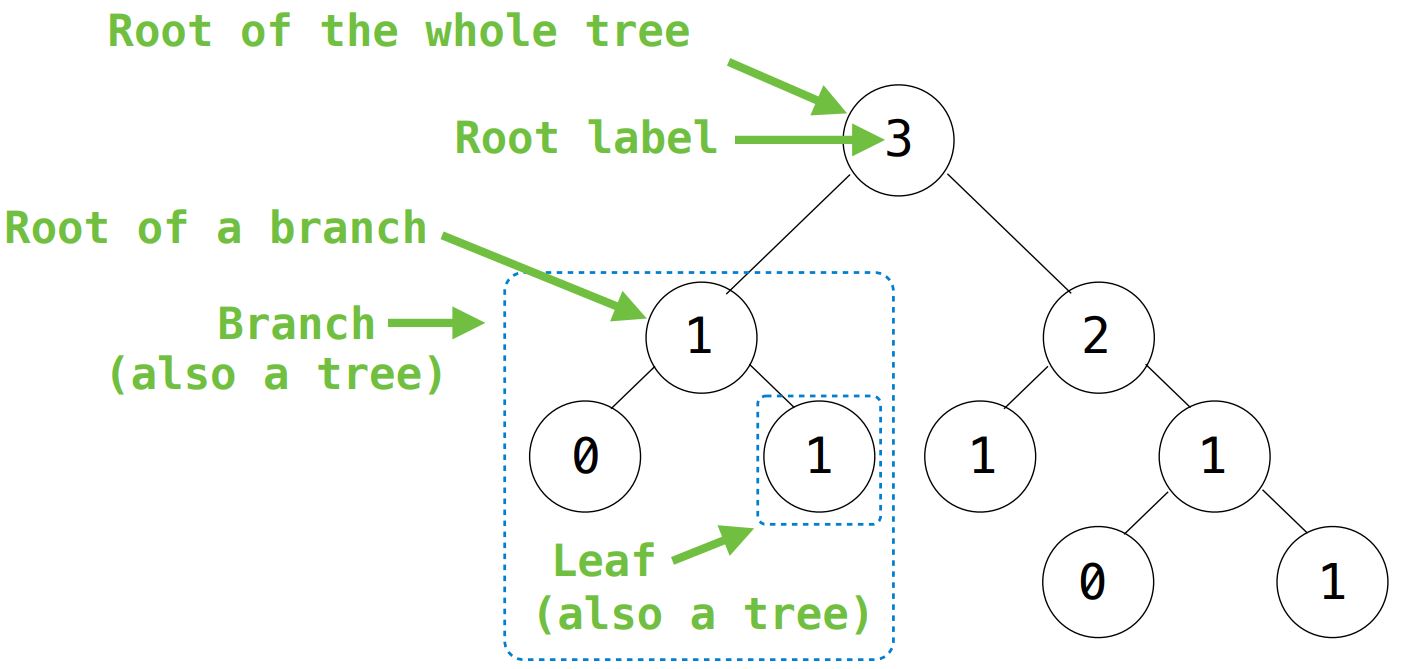 Root of the whole tree
Root label
3
Root of a branch
Branch
(also a tree)
1
2
0
1
1
1
Leaf
(also a tree)
0
1